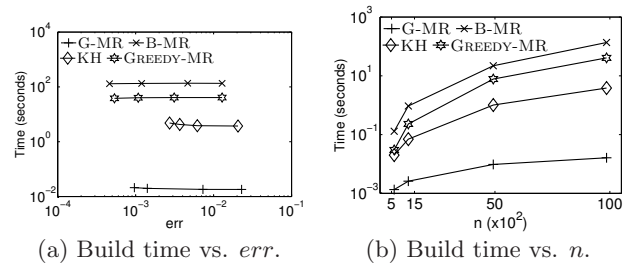 G-MR B-MR
KH GREEDY-MR
10^4
10^2
10^0
10^-2
Time (seconds)
10^-4 10^-3 10^-2 10^-1
err
(a) Build time vs. err.
G-MR B-MR
KH GREEDY-MR
10^3
10^1
10^-1
10^-3
Time (seconds)
5 15 50 100
n (x10^2)
(b) Build time vs. n.